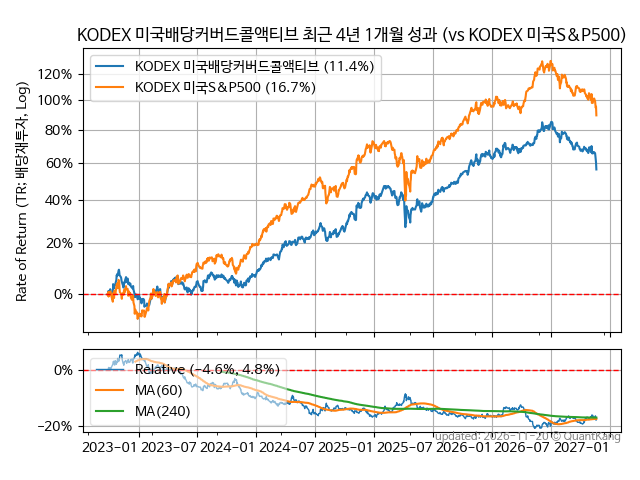 KODEX 미국배당커버드콜액티브 최근 4년 1개월 성과 (vs KODEX 미국S&P500)
Rate of Return (TR: 배당재투자, Log)
120%
100%
80%
60%
40%
20%
0%
KODEX 미국배당커버드콜액티브 (11.4%)
KODEX 미국S&P500 (16.7%)
0%
−20%
Relative (−4.6%, 4.8%)
MA(60)
MA(240)
updated: 2026−11−20 © QuantKang
2023−01 2023−07 2024−01 2024−07 2025−01 2025−07 2026−01 2026−07 2027−01